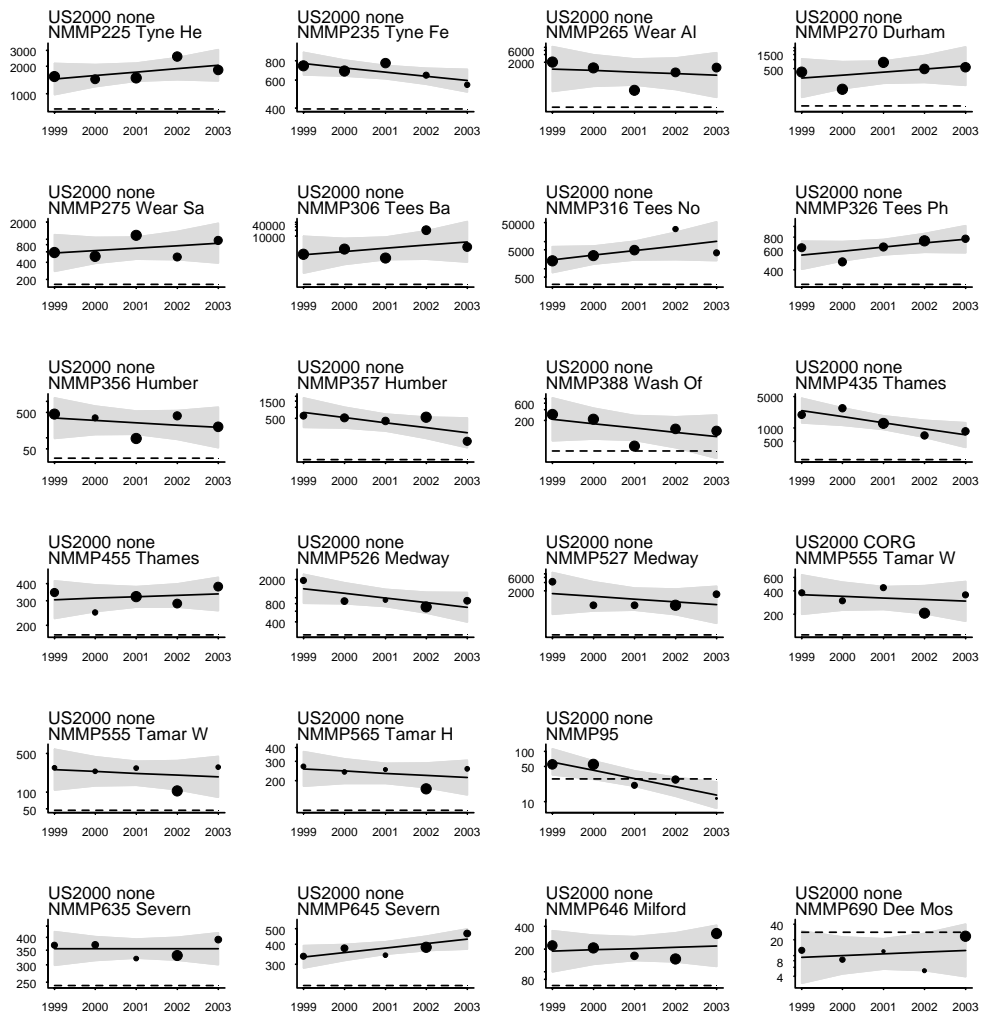 US2000 none
NMMP225 Tyne He
3000
2000
1000
1999 2000 2001 2002 2003
US2000 none
NMMP235 Tyne Fe
800
600
400
1999 2000 2001 2002 2003
US2000 none
NMMP265 Wear Al
6000
2000
1999 2000 2001 2002 2003
US2000 none
NMMP270 Durham
1500
500
1999 2000 2001 2002 2003
US2000 none
NMMP275 Wear Sa
2000
800
400
200
1999 2000 2001 2002 2003
US2000 none
NMMP306 Tees Ba
40000
10000
1999 2000 2001 2002 2003
US2000 none
NMMP316 Tees No
50000
5000
500
1999 2000 2001 2002 2003
US2000 none
NMMP326 Tees Ph
800
600
400
1999 2000 2001 2002 2003
US2000 none
NMMP356 Humber
500
50
1999 2000 2001 2002 2003
US2000 none
NMMP357 Humber
1500
500
1999 2000 2001 2002 2003
US2000 none
NMMP388 Wash Of
600
200
1999 2000 2001 2002 2003
US2000 none
NMMP435 Thames
5000
1000
500
1999 2000 2001 2002 2003
US2000 none
NMMP455 Thames
400
300
200
1999 2000 2001 2002 2003
US2000 none
NMMP526 Medway
2000
800
400
1999 2000 2001 2002 2003
US2000 none
NMMP527 Medway
6000
2000
1999 2000 2001 2002 2003
US2000 CORG
NMMP555 Tamar W
600
400
200
1999 2000 2001 2002 2003
US2000 none
NMMP555 Tamar W
500
100
50
1999 2000 2001 2002 2003
US2000 none
NMMP565 Tamar H
400
300
200
1999 2000 2001 2002 2003
US2000 none
NMMP95
100
50
10
1999 2000 2001 2002 2003
US2000 none
NMMP635 Severn
400
350
300
250
1999 2000 2001 2002 2003
US2000 none
NMMP645 Severn
500
400
300
1999 2000 2001 2002 2003
US2000 none
NMMP646 Milford
400
200
80
1999 2000 2001 2002 2003
US2000 none
NMMP690 Dee Mos
40
20
8
4
1999 2000 2001 2002 2003